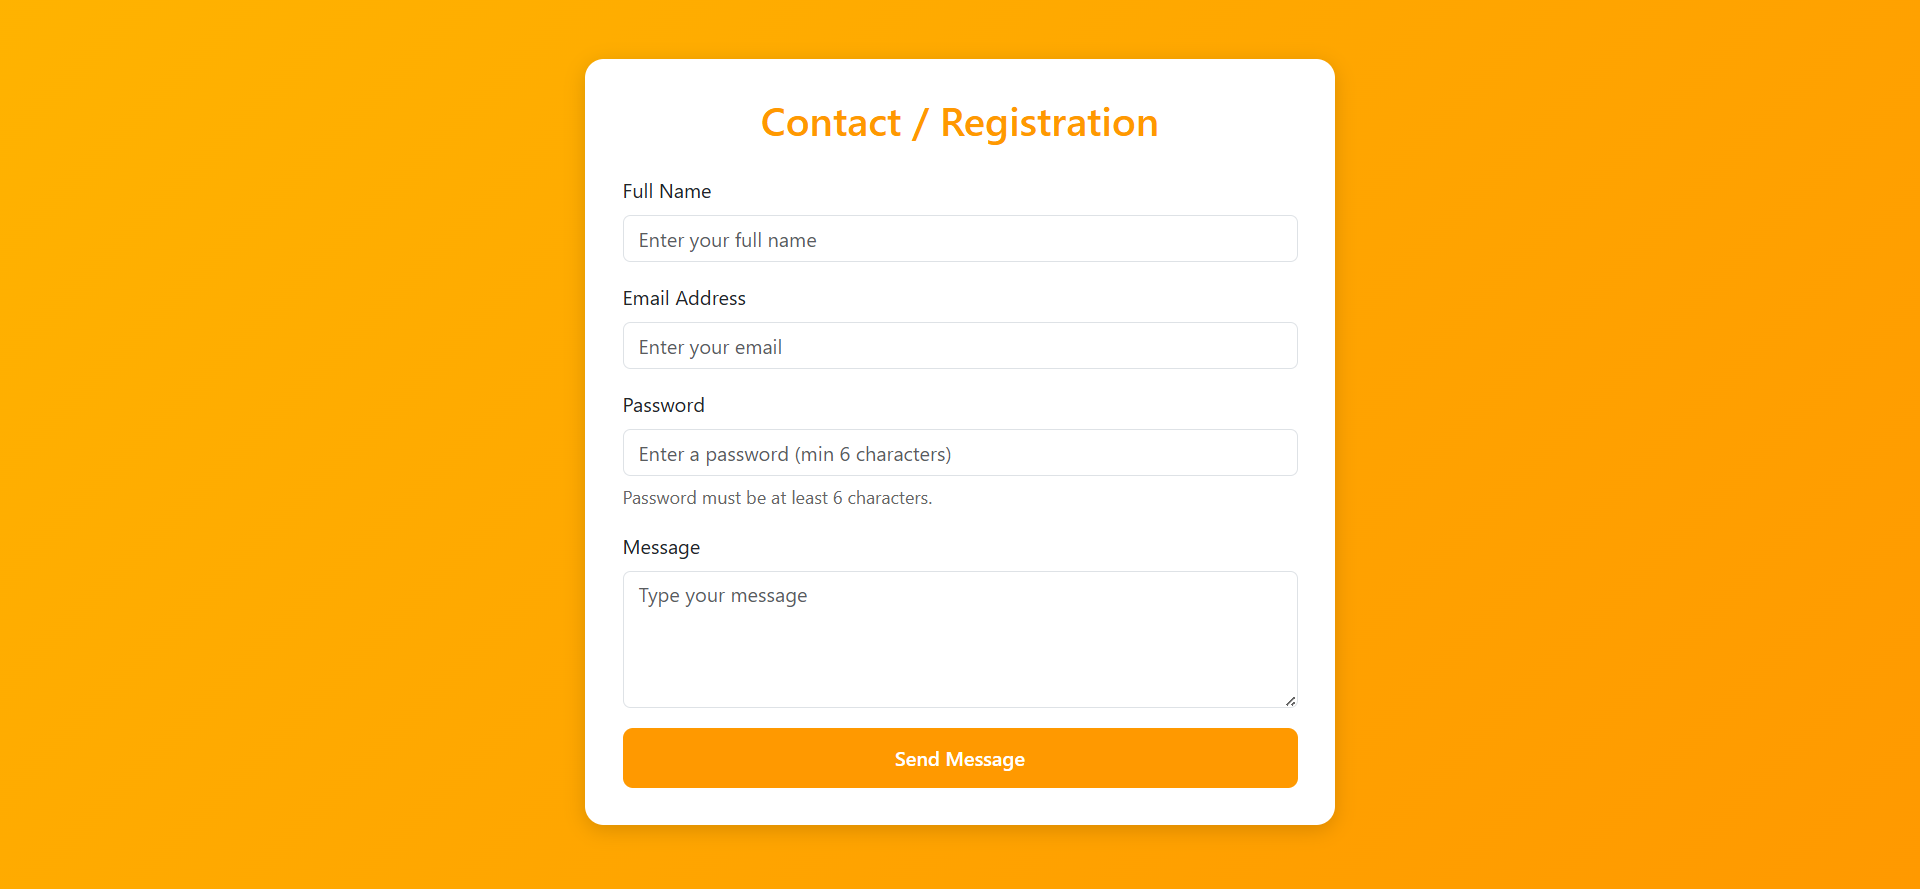 Contact / Registration
Full Name
Enter your full name
Email Address
Enter your email
Password
Enter a password (min 6 characters)
Password must be at least 6 characters.
Message
Type your message
Send Message